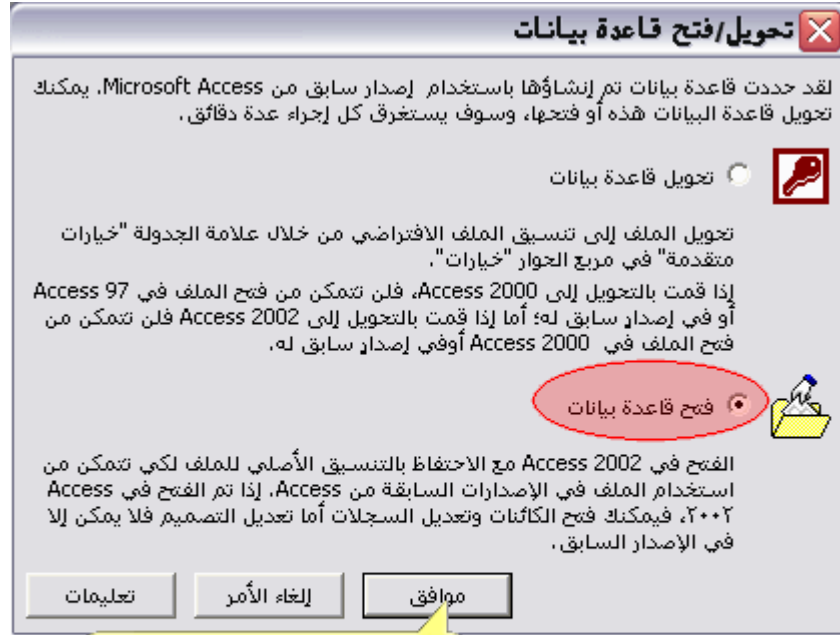 تحويل/فتح قاعدة بيانات
لقد حددت قاعدة بيانات تم إنشاؤها باستخدام إصدار سابق من Microsoft Access. يمكنك
تحويل قاعدة البيانات هذه أو فتحها، وسوف يستغرق كل إجراء عدة دقائق.
تحويل قاعدة بيانات
تحويل الملف إلى تنسيق الملف الافتراضي من خلال علامة الجدولة "خيارات
متقدمة" في مربع الحوار "خيارات".
إذا قمت بالتحويل إلى Access 2000، فلن تتمكن من فتح الملف في Access 97
أو في إصدار سابق له؛ أما إذا قمت بالتحويل إلى Access 2002 فلن تتمكن من
فتح الملف في Access 2000 أوفي إصدار سابق له.
فتح قاعدة بيانات
الفتح في Access 2002 مع الاحتفاظ بالتنسيق الأصلي للملف لكي تتمكن من
استخدام الملف في الإصدارات السابقة من Access. إذا تم الفتح في Access
٢٠٠٢، فيمكنك فتح الكائنات وتعديل السجلات أما تعديل التصميم فلا يمكن إلا
في الإصدار السابق.
موافق
إلغاء الأمر
تعليمات